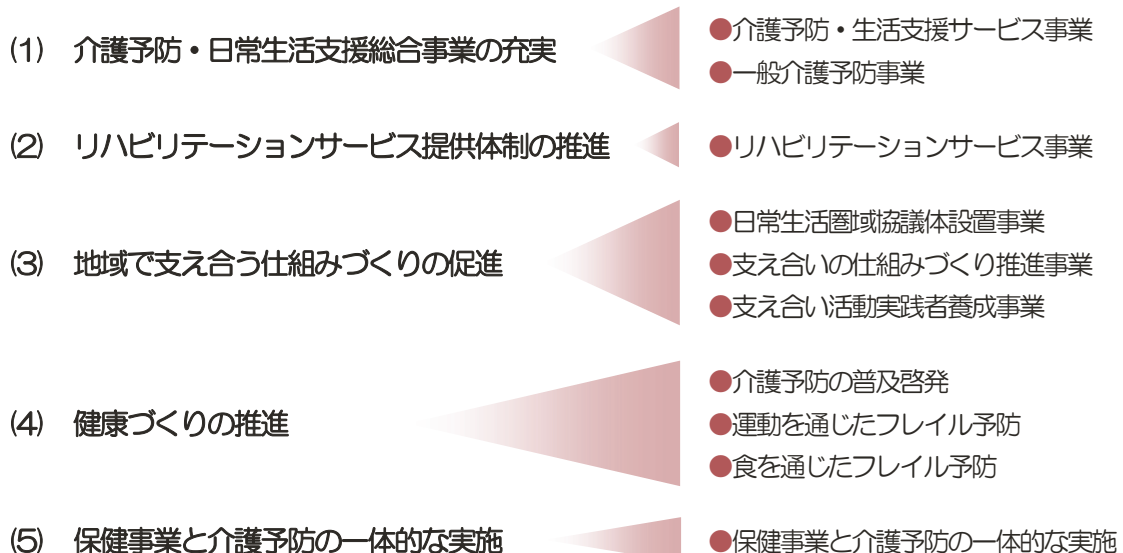 (1) 介護予防・日常生活支援総合事業の充実
●介護予防・生活支援サービス事業
●一般介護予防事業
(2) リハビリテーションサービス提供体制の推進
●リハビリテーションサービス事業
(3) 地域で支え合う仕組みづくりの促進
●日常生活圏域協議体設置事業
●支え合いの仕組みづくり推進事業
●支え合い活動実践者養成事業
(4) 健康づくりの推進
●介護予防の普及啓発
●運動を通じたフレイル予防
●食を通じたフレイル予防
(5) 保健事業と介護予防の一体的な実施
●保健事業と介護予防の一体的な実施